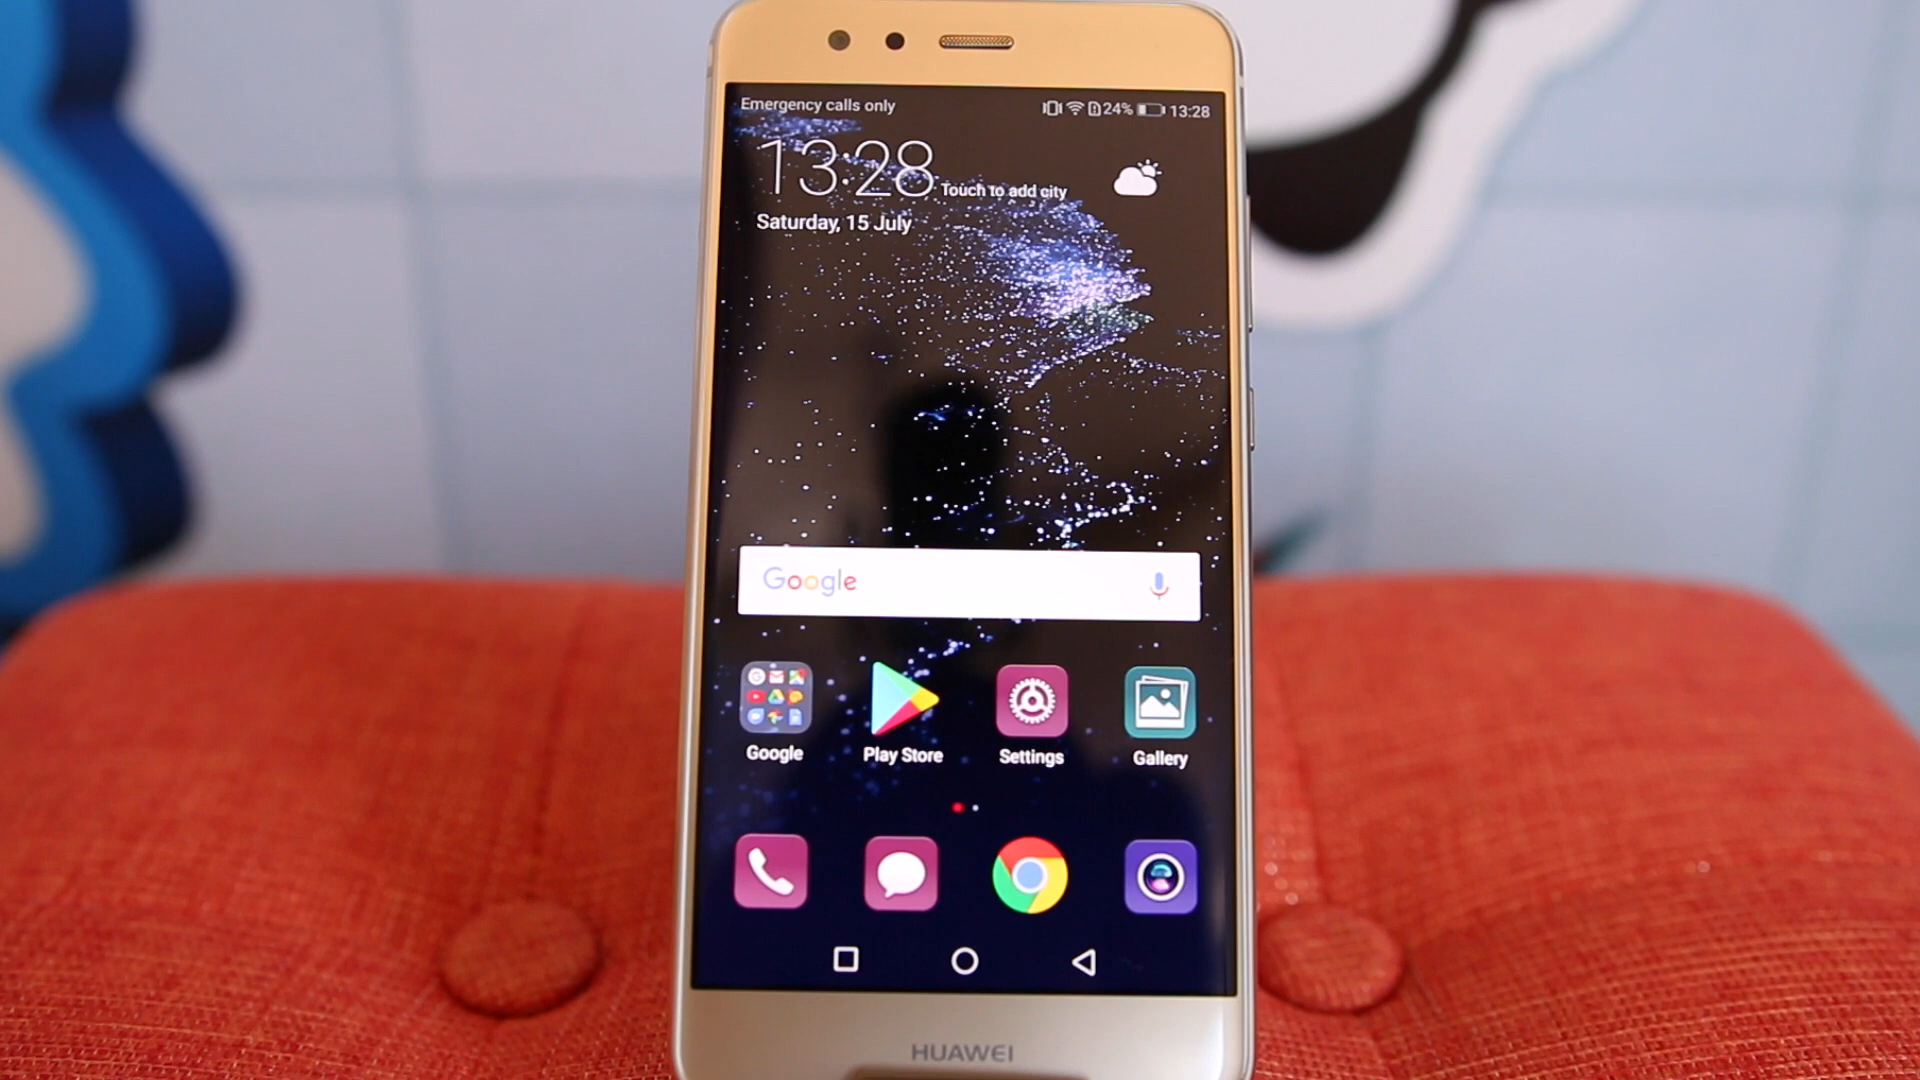 Emergency calls only 24% 13:28
13:28 Touch to add city
Saturday, 15 July
Google
Google Play Store Settings Gallery
HUAWEI